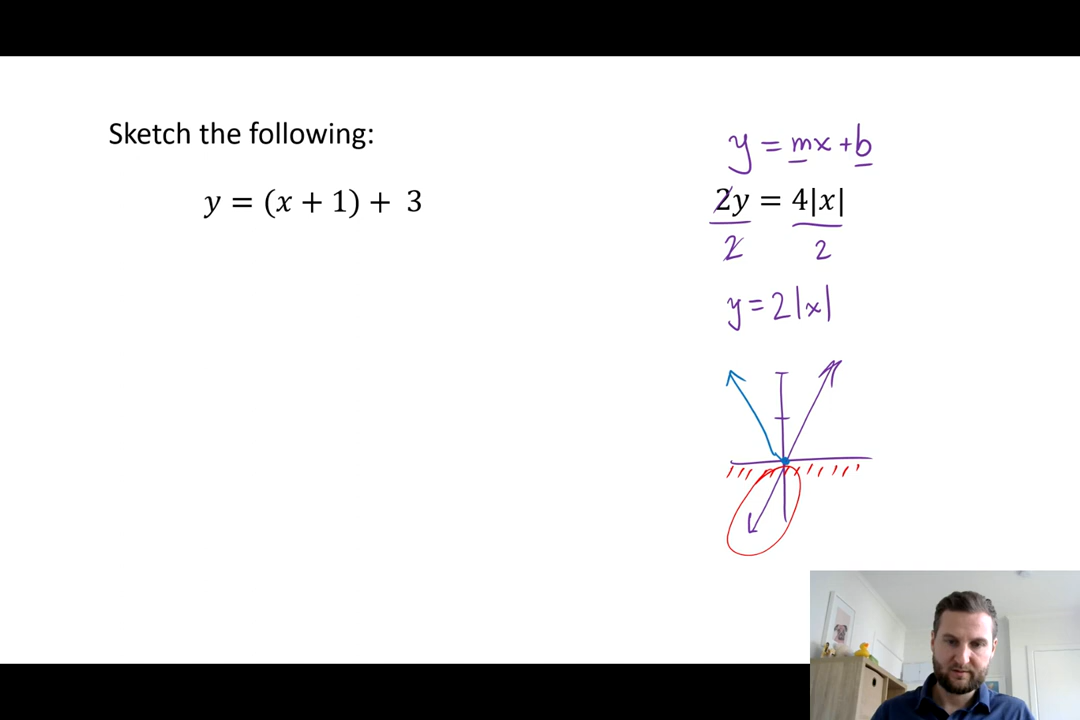 Sketch the following:
y = (x + 1) + 3
y = mx + b
2y = 4|x|
2 2
y = 2|x|